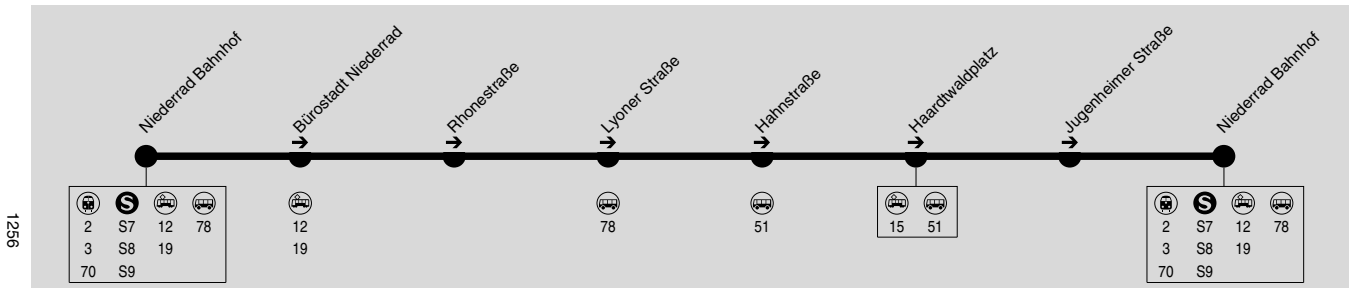 Niederrad Bahnhof
Bürostadt Niederrad
Rhonestraße
Lyoner Straße
Hahnstraße
Haardtwaldplatz
Jugenheimer Straße
Niederrad Bahnhof
S S
2 S7 12 78 12 78 51 15 51 2 S7 12 78
3 S8 19 19 3 S8 19
70 S9 70 S9
1256